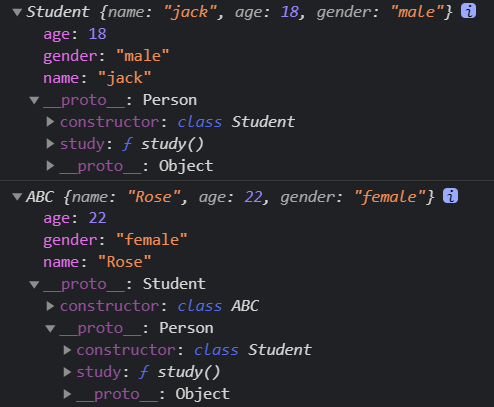 ▼Student {name: "jack", age: 18, gender: "male"} i
age: 18
gender: "male"
name: "jack"
▼__proto__: Person
▶constructor: class Student
▶study: ƒ study()
▶__proto__: Object
▼ABC {name: "Rose", age: 22, gender: "female"} i
age: 22
gender: "female"
name: "Rose"
▼__proto__: Student
▶constructor: class ABC
▼__proto__: Person
▶constructor: class Student
▶study: ƒ study()
▶__proto__: Object